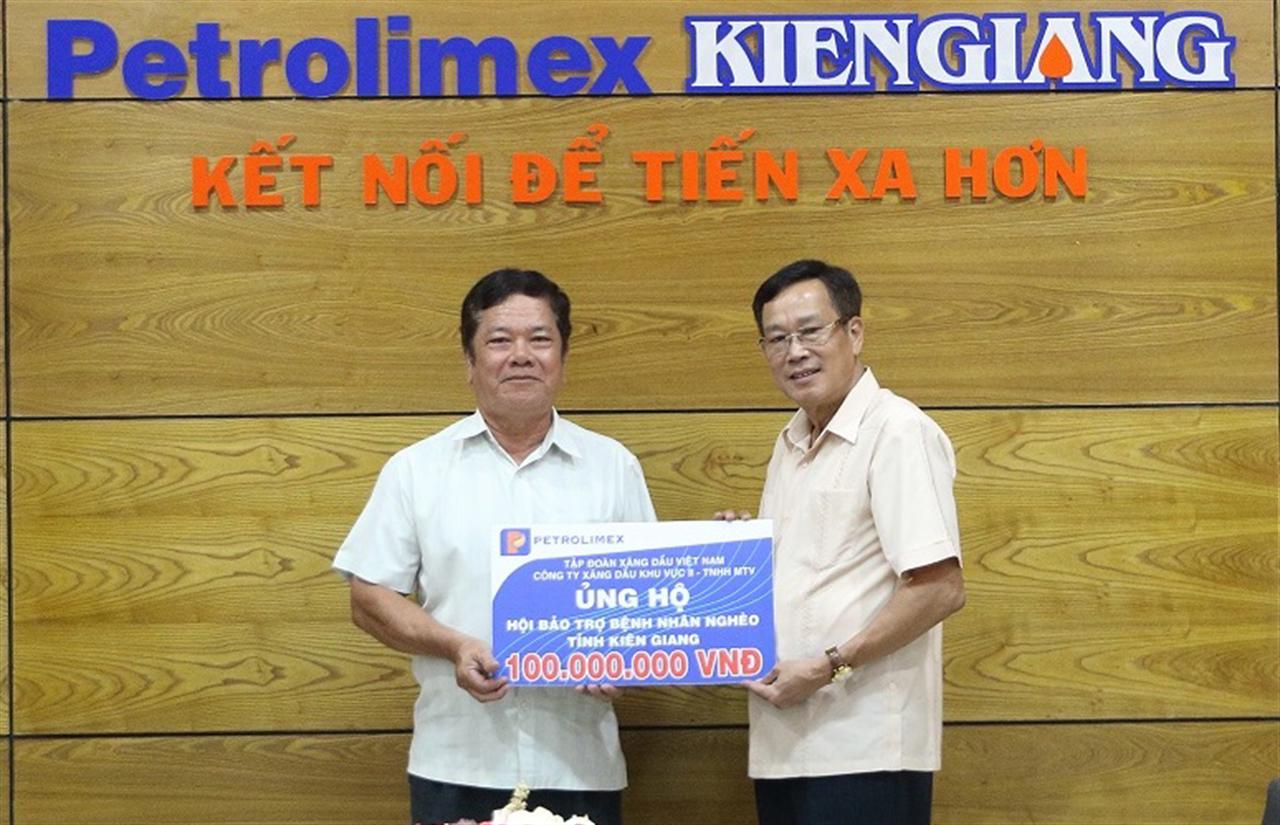 Petrolimex KIENGIANG
KẾT NỐI ĐỂ TIẾN XA HƠN
P PETROLIMEX
TẬP ĐOÀN XĂNG DẦU VIỆT NAM
CÔNG TY XĂNG DẦU KHU VỰC II - TNHH MTV
ỦNG HỘ
HỘI BẢO TRỢ BỆNH NHÂN NGHÈO
TỈNH KIÊN GIANG
100.000.000 VNĐ